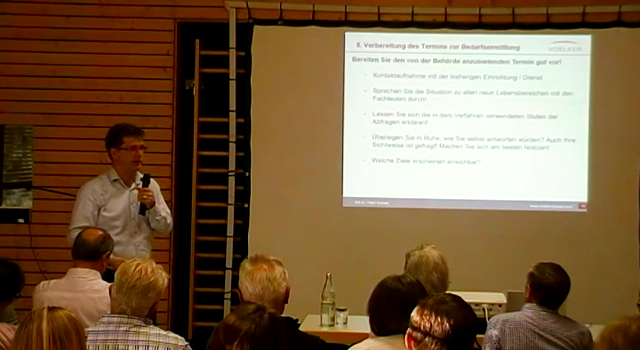 8. Vorbereitung des Termins zur Bedarfsermittlung
VOELKER
Bereiten Sie den von der Behörde anzubietenden Termin gut vor!
- Kontaktaufnahme mit der bisherigen Einrichtung / Dienst
- Sprechen Sie die Situation zu allen neun Lebensbereichen mit den
Fachleuten durch!
- Lassen Sie sich die in dem Verfahren verwendeten Stufen der
Abfragen erklären!
- Überlegen Sie in Ruhe, wie Sie selbst antworten würden? Auch Ihre
Sichtweise ist gefragt! Machen Sie sich am besten Notizen!
- Welche Ziele erscheinen erreichbar?